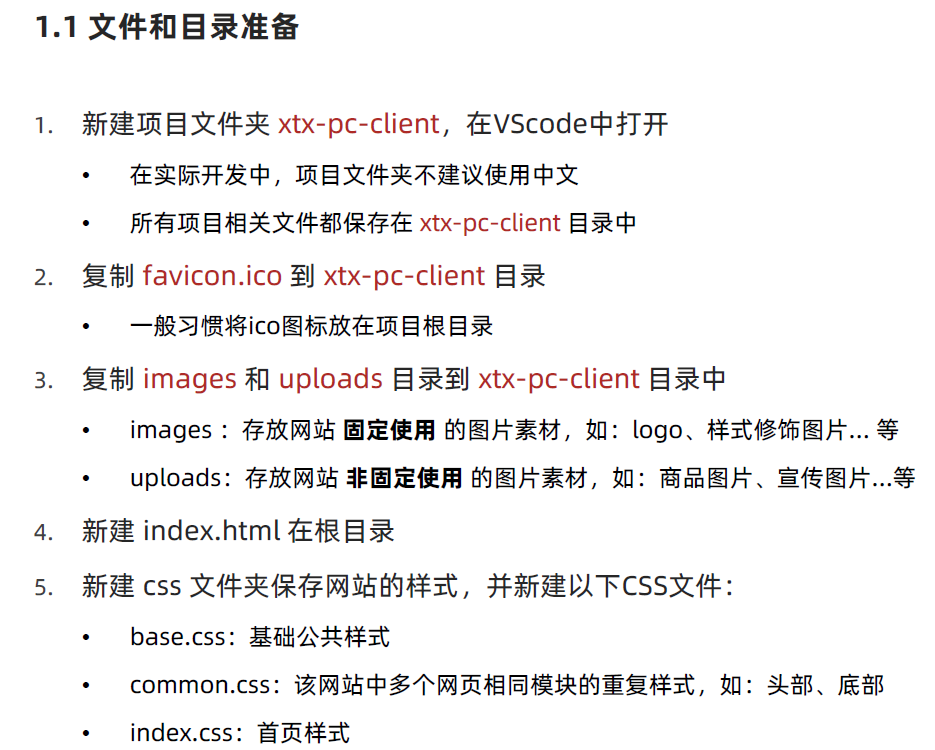 1.1 文件和目录准备
1. 新建项目文件夹 xtx-pc-client，在VScode中打开
• 在实际开发中，项目文件夹不建议使用中文
• 所有项目相关文件都保存在 xtx-pc-client 目录中
2. 复制 favicon.ico 到 xtx-pc-client 目录
• 一般习惯将ico图标放在项目根目录
3. 复制 images 和 uploads 目录到 xtx-pc-client 目录中
• images ：存放网站 固定使用 的图片素材，如：logo、样式修饰图片… 等
• uploads：存放网站 非固定使用 的图片素材，如：商品图片、宣传图片…等
4. 新建 index.html 在根目录
5. 新建 css 文件夹保存网站的样式，并新建以下CSS文件：
• base.css：基础公共样式
• common.css：该网站中多个网页相同模块的重复样式，如：头部、底部
• index.css：首页样式